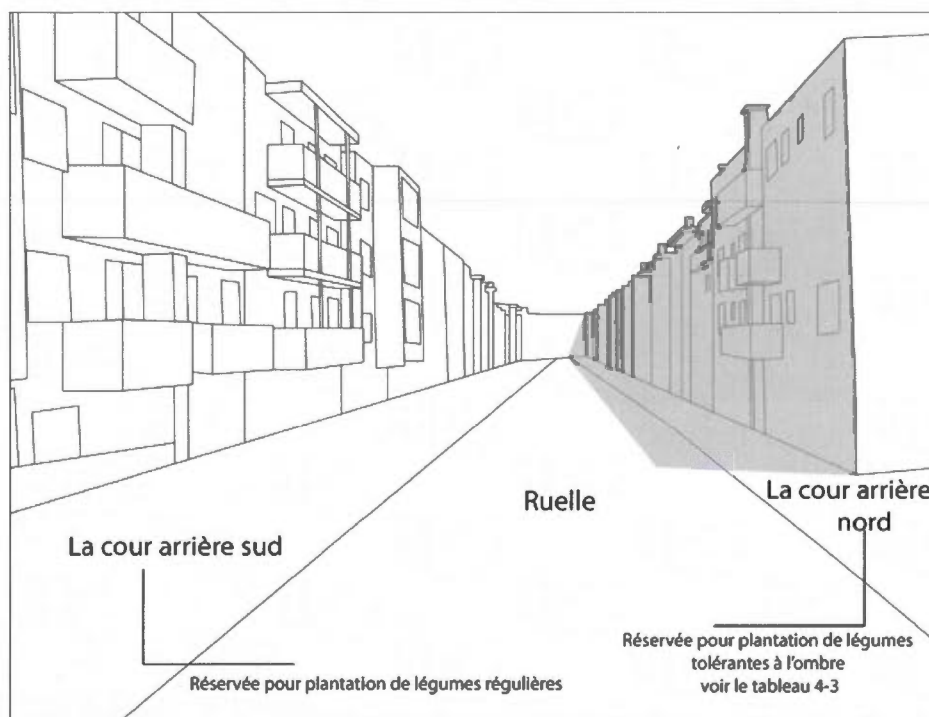 Ruelle
La cour arrière sud
La cour arrière
nord
Réservée pour plantation de légumes régulières
Réservée pour plantation de légumes
tolérantes à l'ombre
voir le tableau 4-3